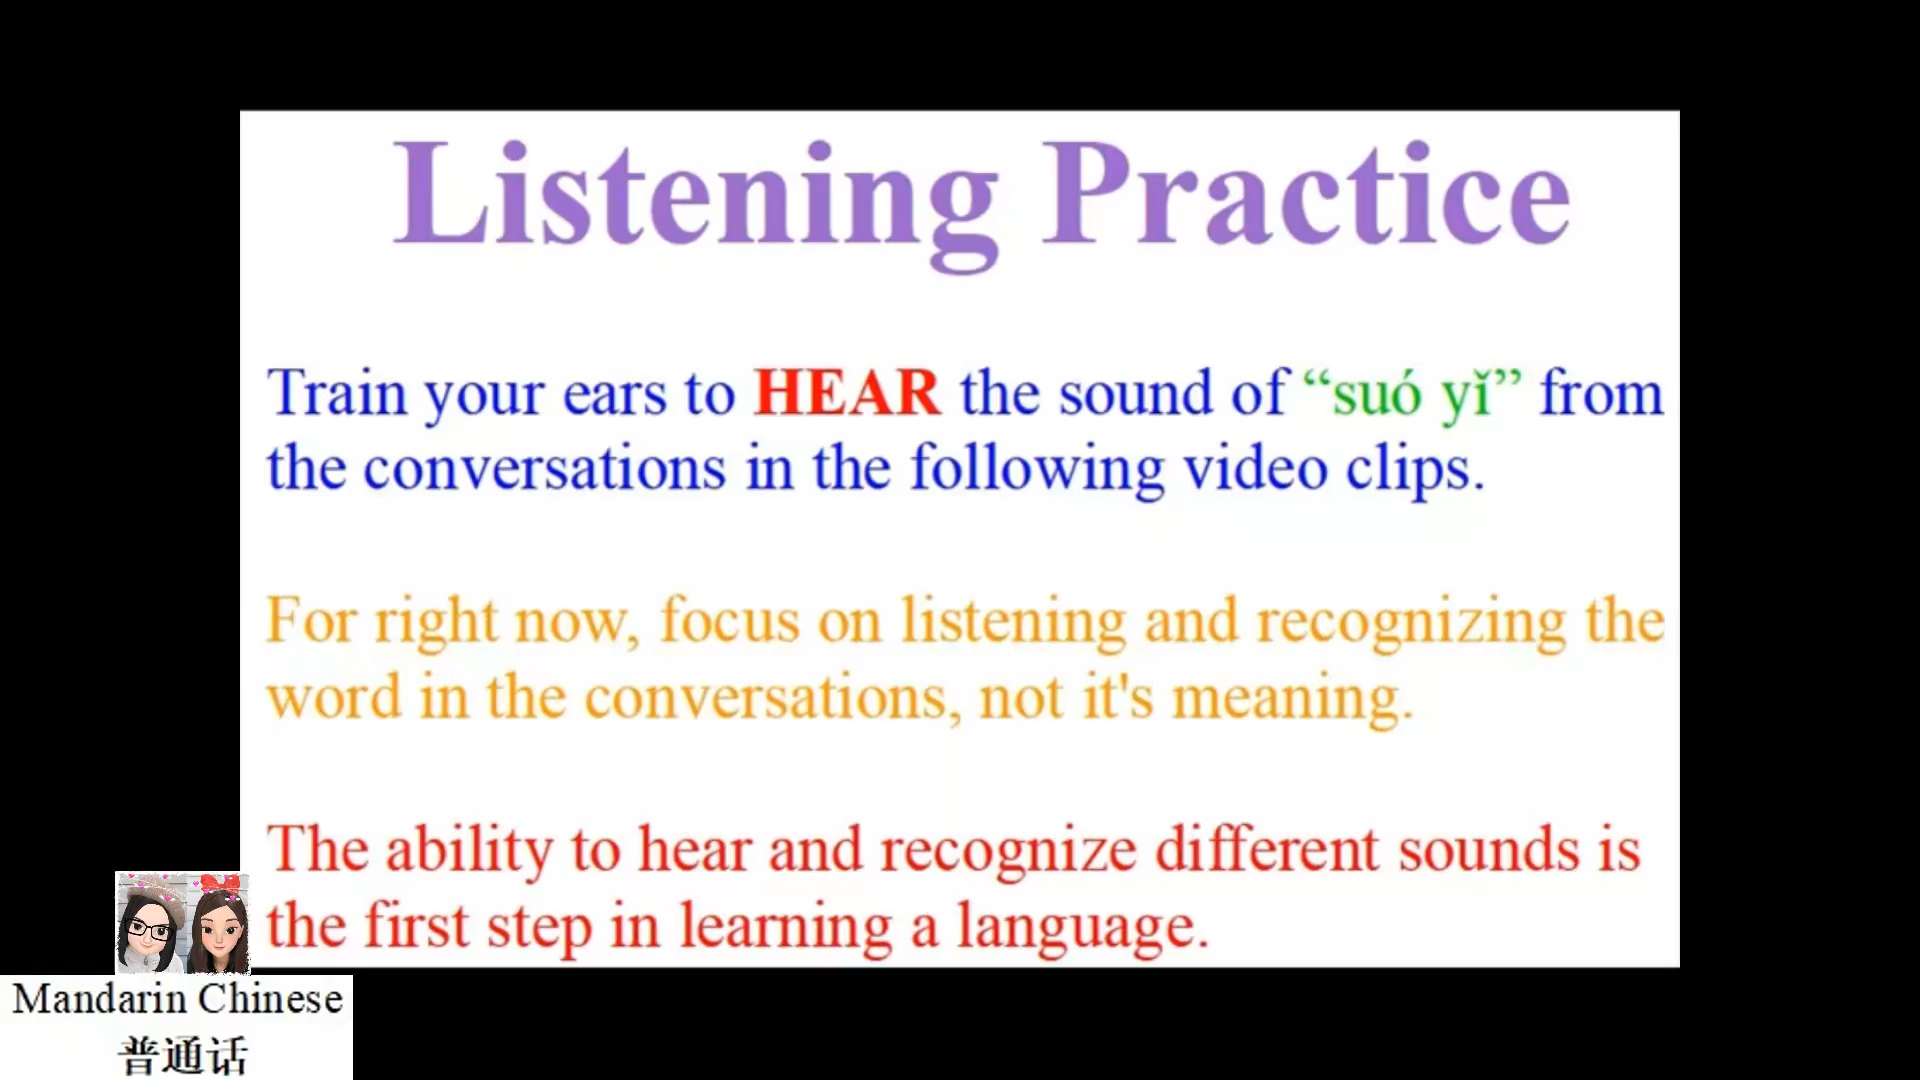 Listening Practice
Train your ears to HEAR the sound of “suó yǐ” from
the conversations in the following video clips.
For right now, focus on listening and recognizing the
word in the conversations, not it's meaning.
The ability to hear and recognize different sounds is
the first step in learning a language.
Mandarin Chinese
普通话